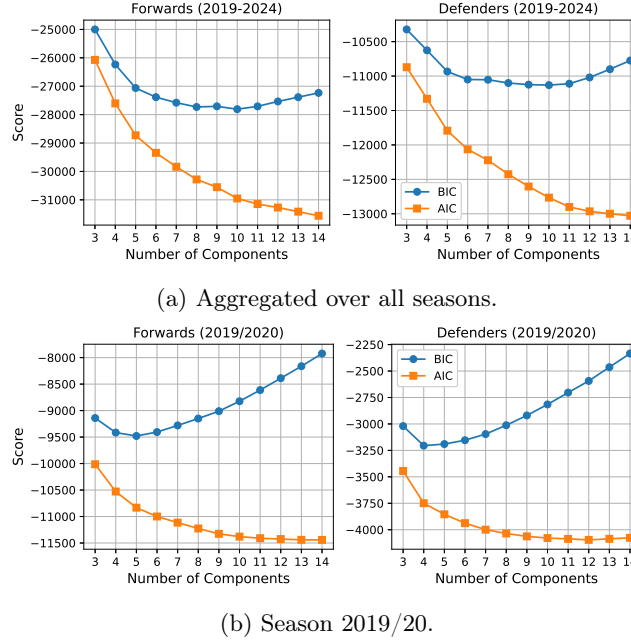 Forwards (2019-2024)
Defenders (2019-2024)
−25000
−26000
−27000
−28000
−29000
−30000
−31000
Score
3 4 5 6 7 8 9 10 11 12 13 14
Number of Components
−10500
−11000
−11500
−12000
−12500
−13000
BIC
AIC
3 4 5 6 7 8 9 10 11 12 13 14
Number of Components
(a) Aggregated over all seasons.
Forwards (2019/2020)
Defenders (2019/2020)
−8000
−8500
−9000
−9500
−10000
−10500
−11000
−11500
Score
3 4 5 6 7 8 9 10 11 12 13 14
Number of Components
−2250
−2500
−2750
−3000
−3250
−3500
−3750
−4000
BIC
AIC
3 4 5 6 7 8 9 10 11 12 13 14
Number of Components
(b) Season 2019/20.